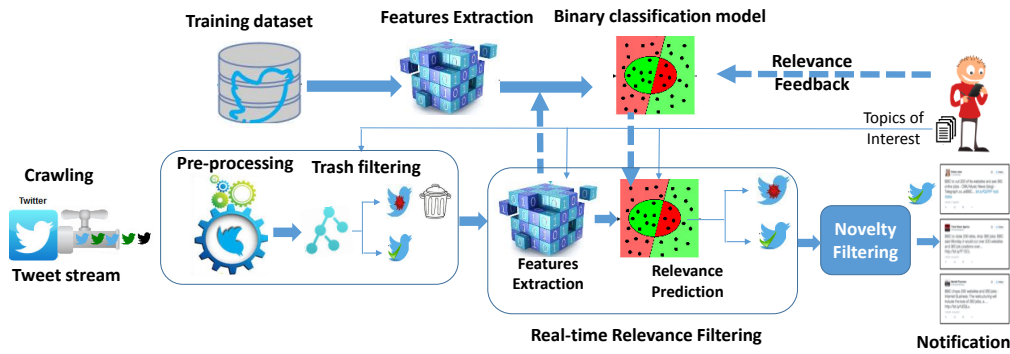 Training dataset
Features Extraction
Binary classification model
Relevance
Feedback
Topics of
Interest
Pre-processing
Trash filtering
Crawling
Twitter
Tweet stream
Features
Extraction
Relevance
Prediction
Novelty
Filtering
Real-time Relevance Filtering
Notification